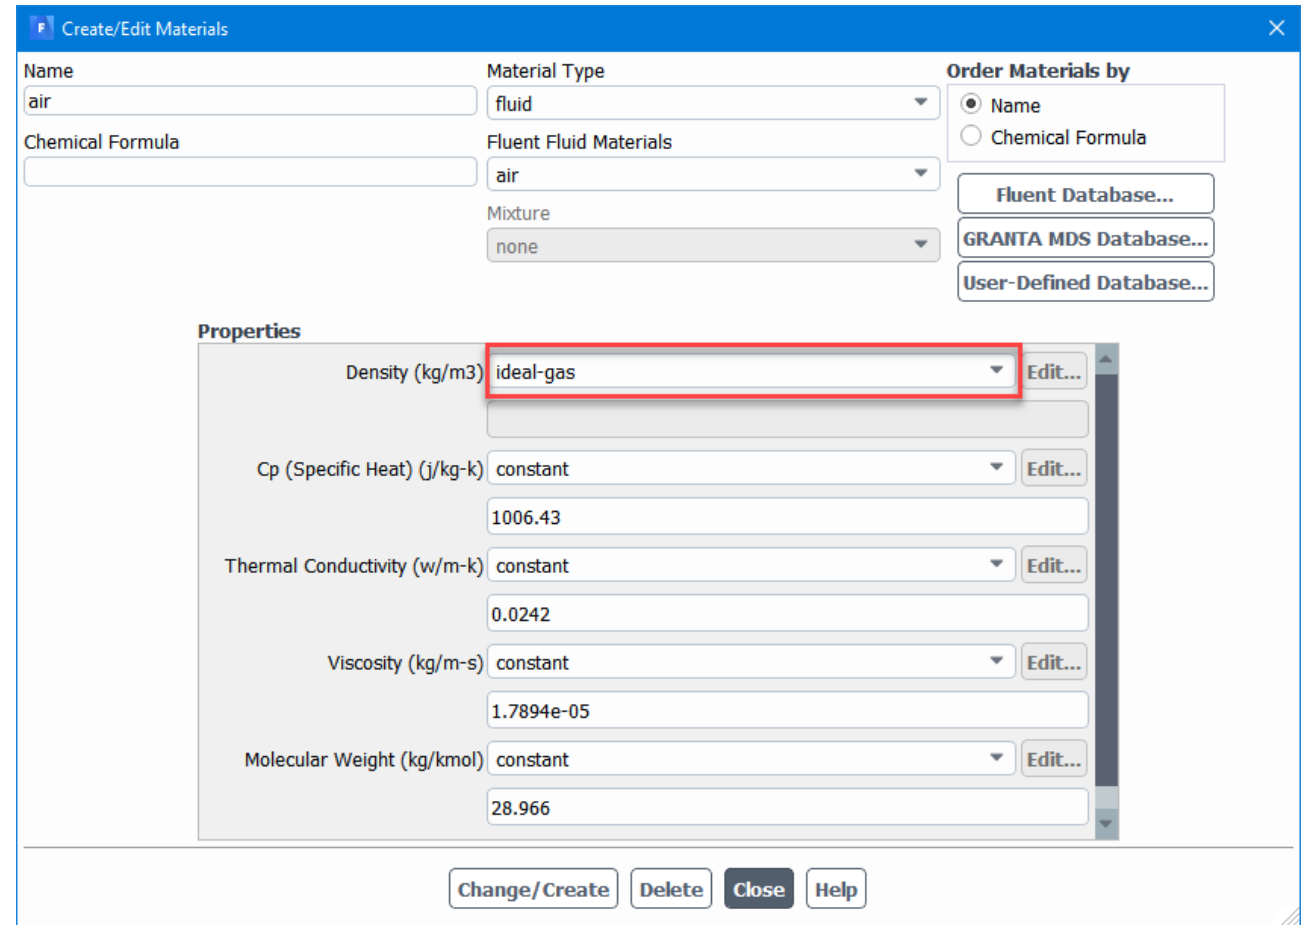 F Create/Edit Materials
Name
air
Chemical Formula
Material Type
fluid
Fluent Fluid Materials
air
Mixture
none
Order Materials by
Name
Chemical Formula
Fluent Database...
GRANTA MDS Database...
User-Defined Database...
Properties
Density (kg/m3) ideal-gas Edit...
Cp (Specific Heat) (j/kg-k) constant Edit...
1006.43
Thermal Conductivity (w/m-k) constant Edit...
0.0242
Viscosity (kg/m-s) constant Edit...
1.7894e-05
Molecular Weight (kg/kmol) constant Edit...
28.966
Change/Create Delete Close Help